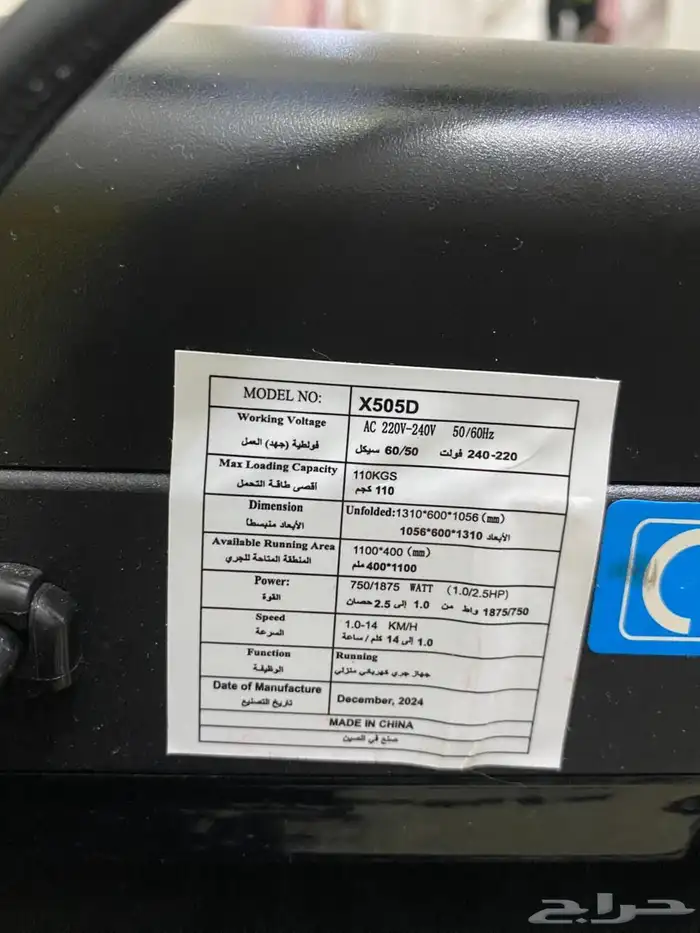 MODEL NO: X505D
Working Voltage AC 220V-240V 50/60Hz
فولطية (جهد) العمل 220-240 فولت 50/60 سيكل
Max Loading Capacity 110KGS
أقصى طاقة التحمل 110 كجم
Dimension Unfolded:1310*600*1056(mm)
الأبعاد منبسطاً الأبعاد 1310*600*1056
Available Running Area 1100*400(mm)
المنطقة المتاحة للجري 1100*400 ملم
Power: 750/1875 WATT (1.0/2.5HP)
القوة 750/1875 واط من 1.0 إلى 2.5 حصان
Speed 1.0-14 KM/H
السرعة 1.0 إلى 14 كلم/ساعة
Function Running
الوظيفة جهاز جري كهربائي منزلي
Date of Manufacture December, 2024
تاريخ التصنيع
MADE IN CHINA
صنع في الصين
حراج